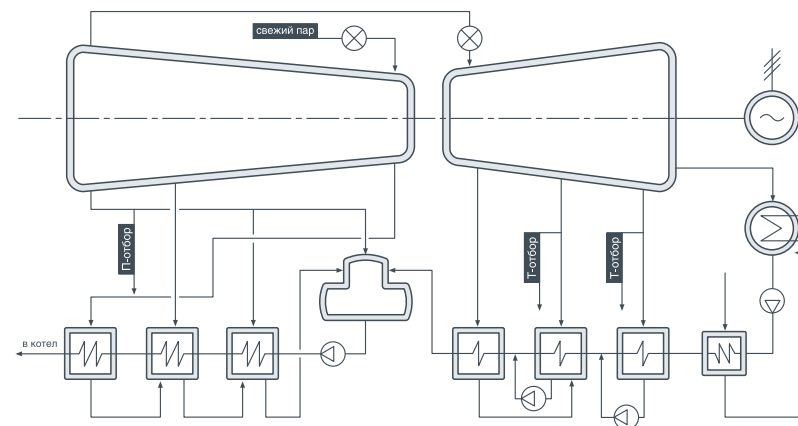 свежий пар
П-отбор
Т-отбор
Т-отбор
в котел